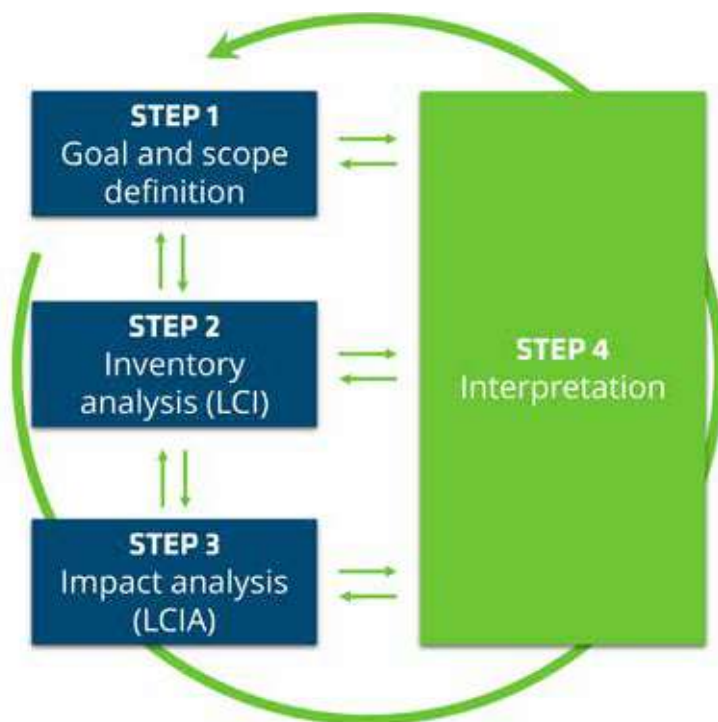 STEP 1
Goal and scope
definition
STEP 2
Inventory
analysis (LCI)
STEP 3
Impact analysis
(LCIA)
STEP 4
Interpretation